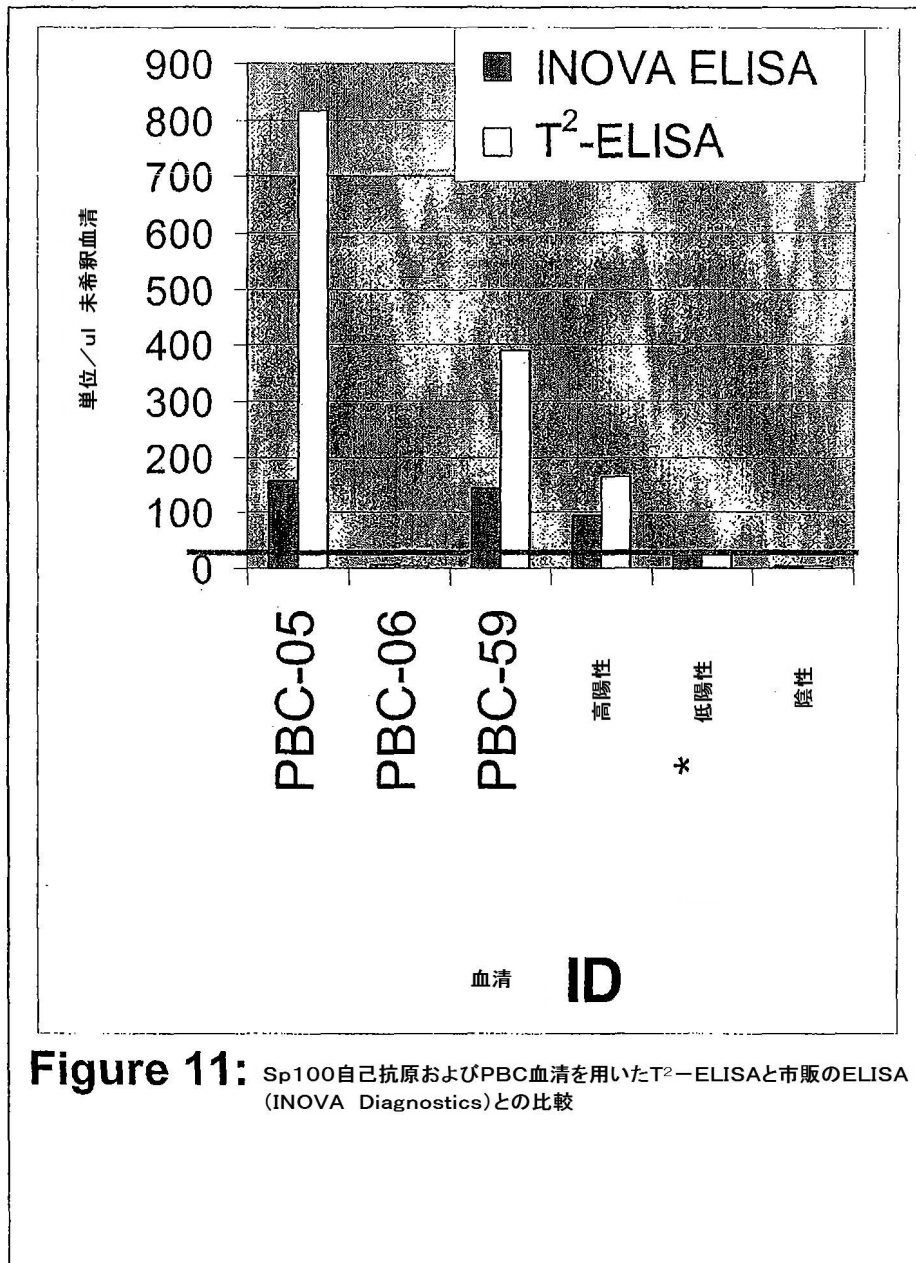 INOVA ELISA
T²-ELISA
900
800
700
600
500
400
300
200
100
0
単位／ul 未希釈血清
PBC-05
PBC-06
PBC-59
高陽性
* 低陽性
陰性
血清 ID
Figure 11: Sp100自己抗原およびPBC血清を用いたT²－ELISAと市販のELISA
(INOVA Diagnostics)との比較